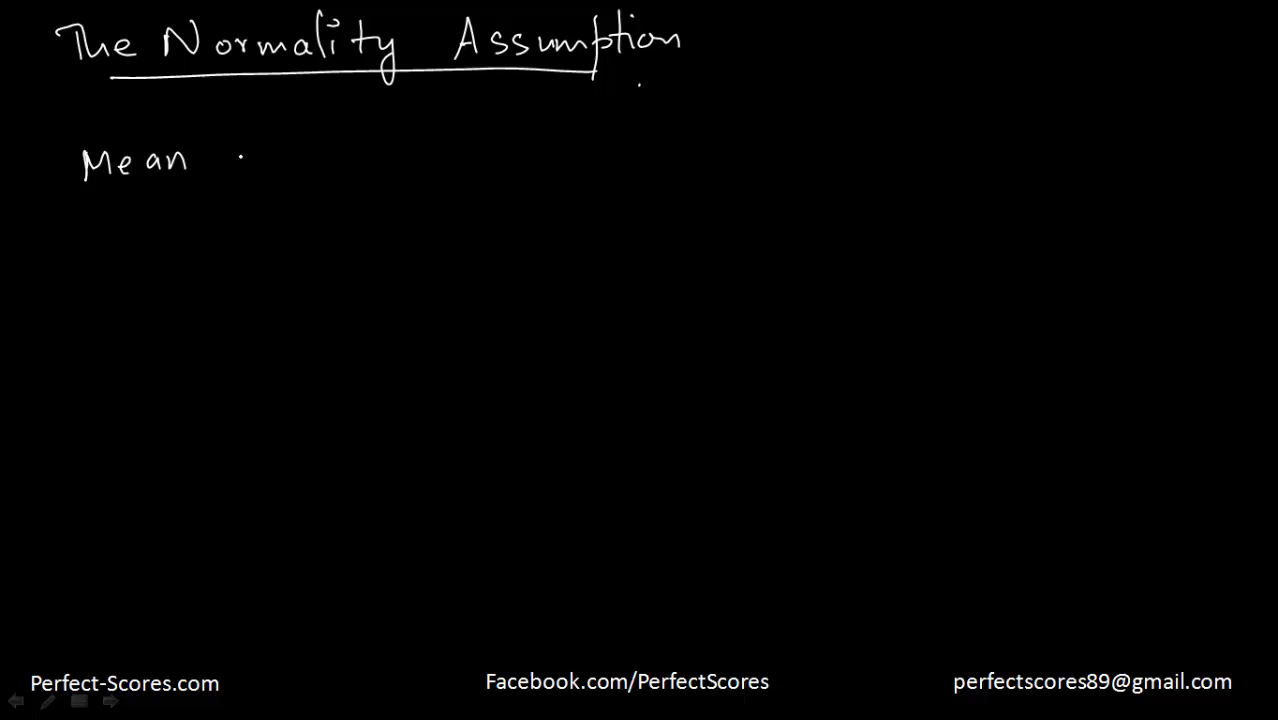 The Normality Assumption
Mean
Perfect-Scores.com
Facebook.com/PerfectScores
perfectscores89@gmail.com